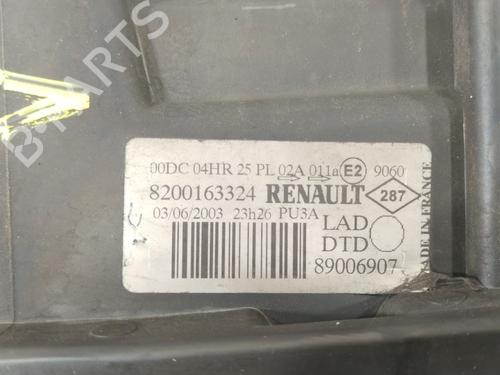 B-PARTS
00DC 04HR 25 PL 02A 011a E2 9060
8200163324 RENAULT 287
03/06/2003 23h26 PU3A
LAD
DTD
89006907
MADE IN FRANCE